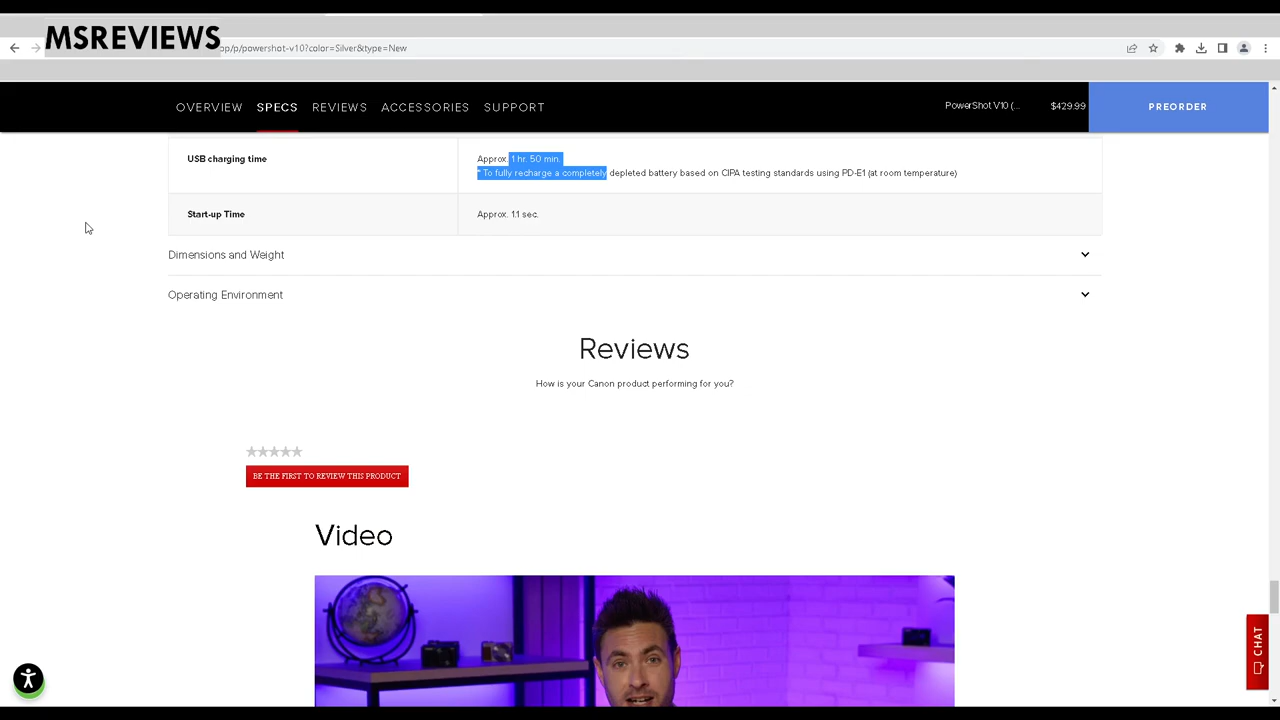 MSREVIEWS
op/p/powershot-v10?color=Silver&type=New
OVERVIEW SPECS REVIEWS ACCESSORIES SUPPORT PowerShot V10 (... $429.99 PREORDER
USB charging time
Approx. 1 hr. 50 min.
* To fully recharge a completely depleted battery based on CIPA testing standards using PD-E1 (at room temperature)
Start-up Time
Approx. 1.1 sec.
Dimensions and Weight
Operating Environment
Reviews
How is your Canon product performing for you?
BE THE FIRST TO REVIEW THIS PRODUCT
Video
CHAT